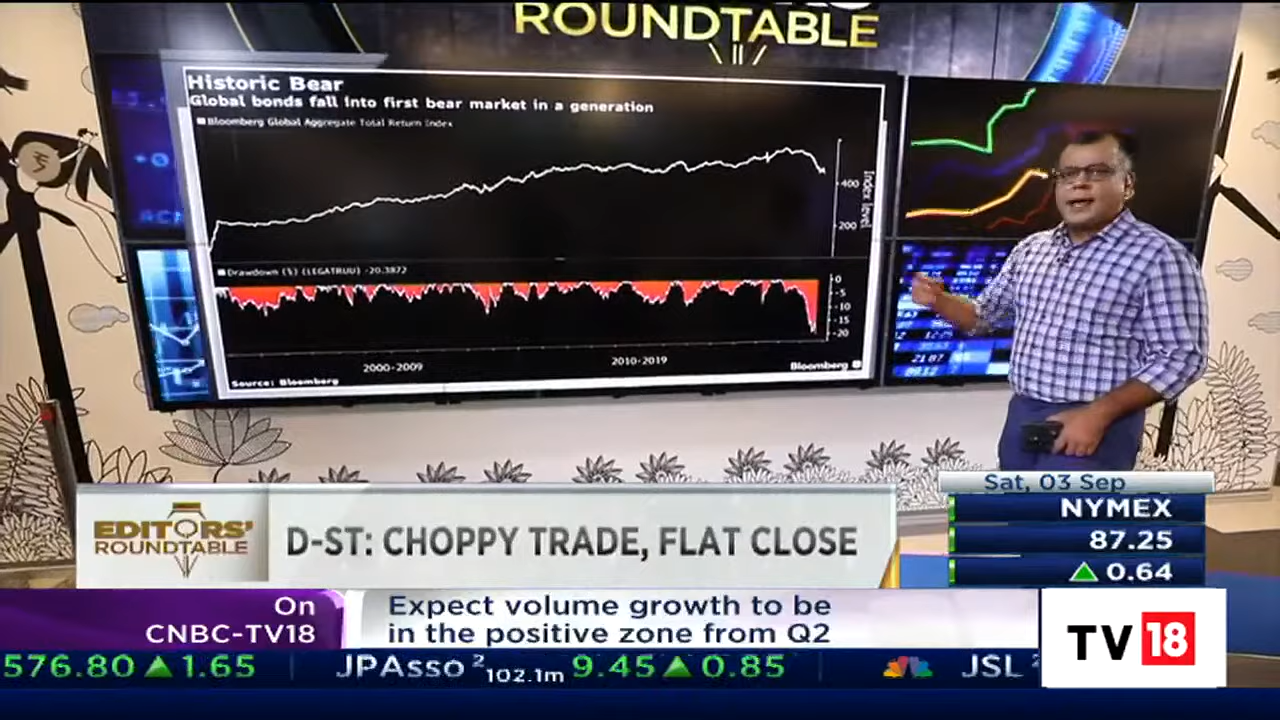 ROUNDTABLE
Historic Bear
Global bonds fall into first bear market in a generation
Bloomberg Global Aggregate Total Return Index
400
200
Index level
Drawdown (%) (LEGATRUU) -20.3872
0
-5
-10
-15
-20
2000-2009
2010-2019
Source: Bloomberg
Bloomberg
Sat, 03 Sep
NYMEX
87.25
0.64
EDITORS'
ROUNDTABLE
D-ST: CHOPPY TRADE, FLAT CLOSE
On
CNBC-TV18
Expect volume growth to be
in the positive zone from Q2
TV18
576.80 ▲ 1.65 JPAsso 2 102.1m 9.45 ▲ 0.85 JSL 2